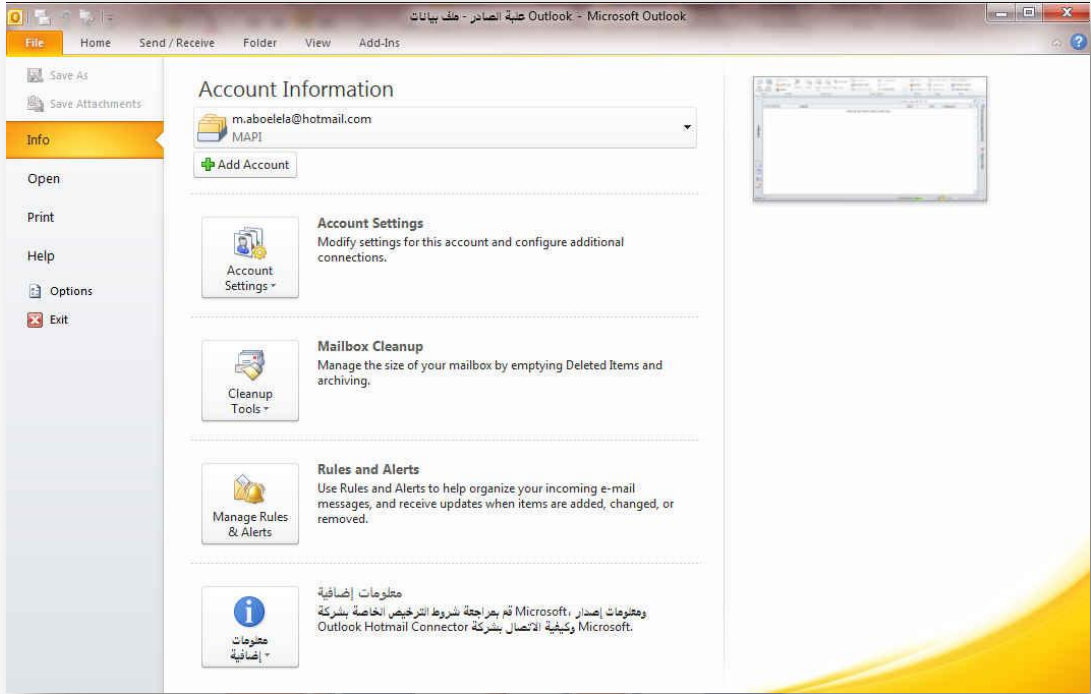 علبة الصادر - ملف بيانات Outlook - Microsoft Outlook
File Home Send / Receive Folder View Add-Ins
Save As
Save Attachments
Info
Open
Print
Help
Options
Exit
Account Information
m.aboelela@hotmail.com
MAPI
Add Account
Account
Settings
Account Settings
Modify settings for this account and configure additional
connections.
Cleanup
Tools
Mailbox Cleanup
Manage the size of your mailbox by emptying Deleted Items and
archiving.
Manage Rules
& Alerts
Rules and Alerts
Use Rules and Alerts to help organize your incoming e-mail
messages, and receive updates when items are added, changed, or
removed.
معلومات
إضافية
معلومات إضافية
قم بمراجعة شروط الترخيص الخاصة بشركة Microsoft، ومعلومات إصدار
Outlook Hotmail Connector وكيفية الاتصال بشركة Microsoft.